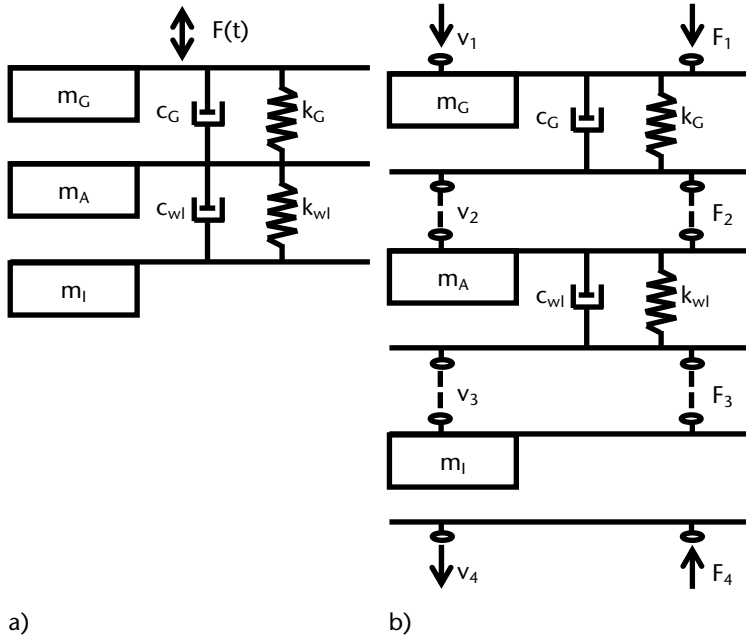 F(t)
m_G
c_G
k_G
m_A
c_wl
k_wl
m_I
a)
v_1
F_1
m_G
c_G
k_G
v_2
F_2
m_A
c_wl
k_wl
v_3
F_3
m_I
v_4
F_4
b)